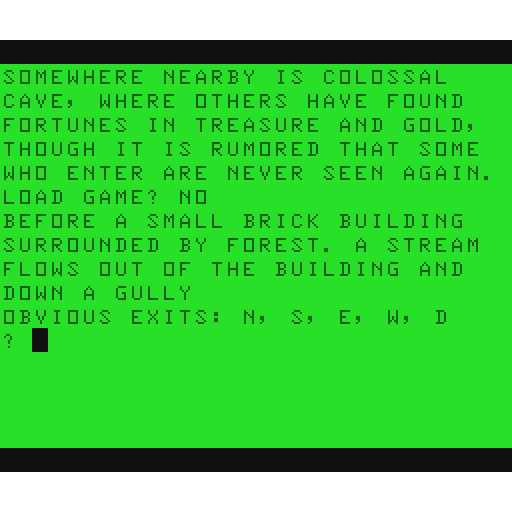 SOMEWHERE NEARBY IS COLOSSAL
CAVE, WHERE OTHERS HAVE FOUND
FORTUNES IN TREASURE AND GOLD,
THOUGH IT IS RUMORED THAT SOME
WHO ENTER ARE NEVER SEEN AGAIN.
LOAD GAME? NO
BEFORE A SMALL BRICK BUILDING
SURROUNDED BY FOREST. A STREAM
FLOWS OUT OF THE BUILDING AND
DOWN A GULLY
OBVIOUS EXITS: N, S, E, W, D
?